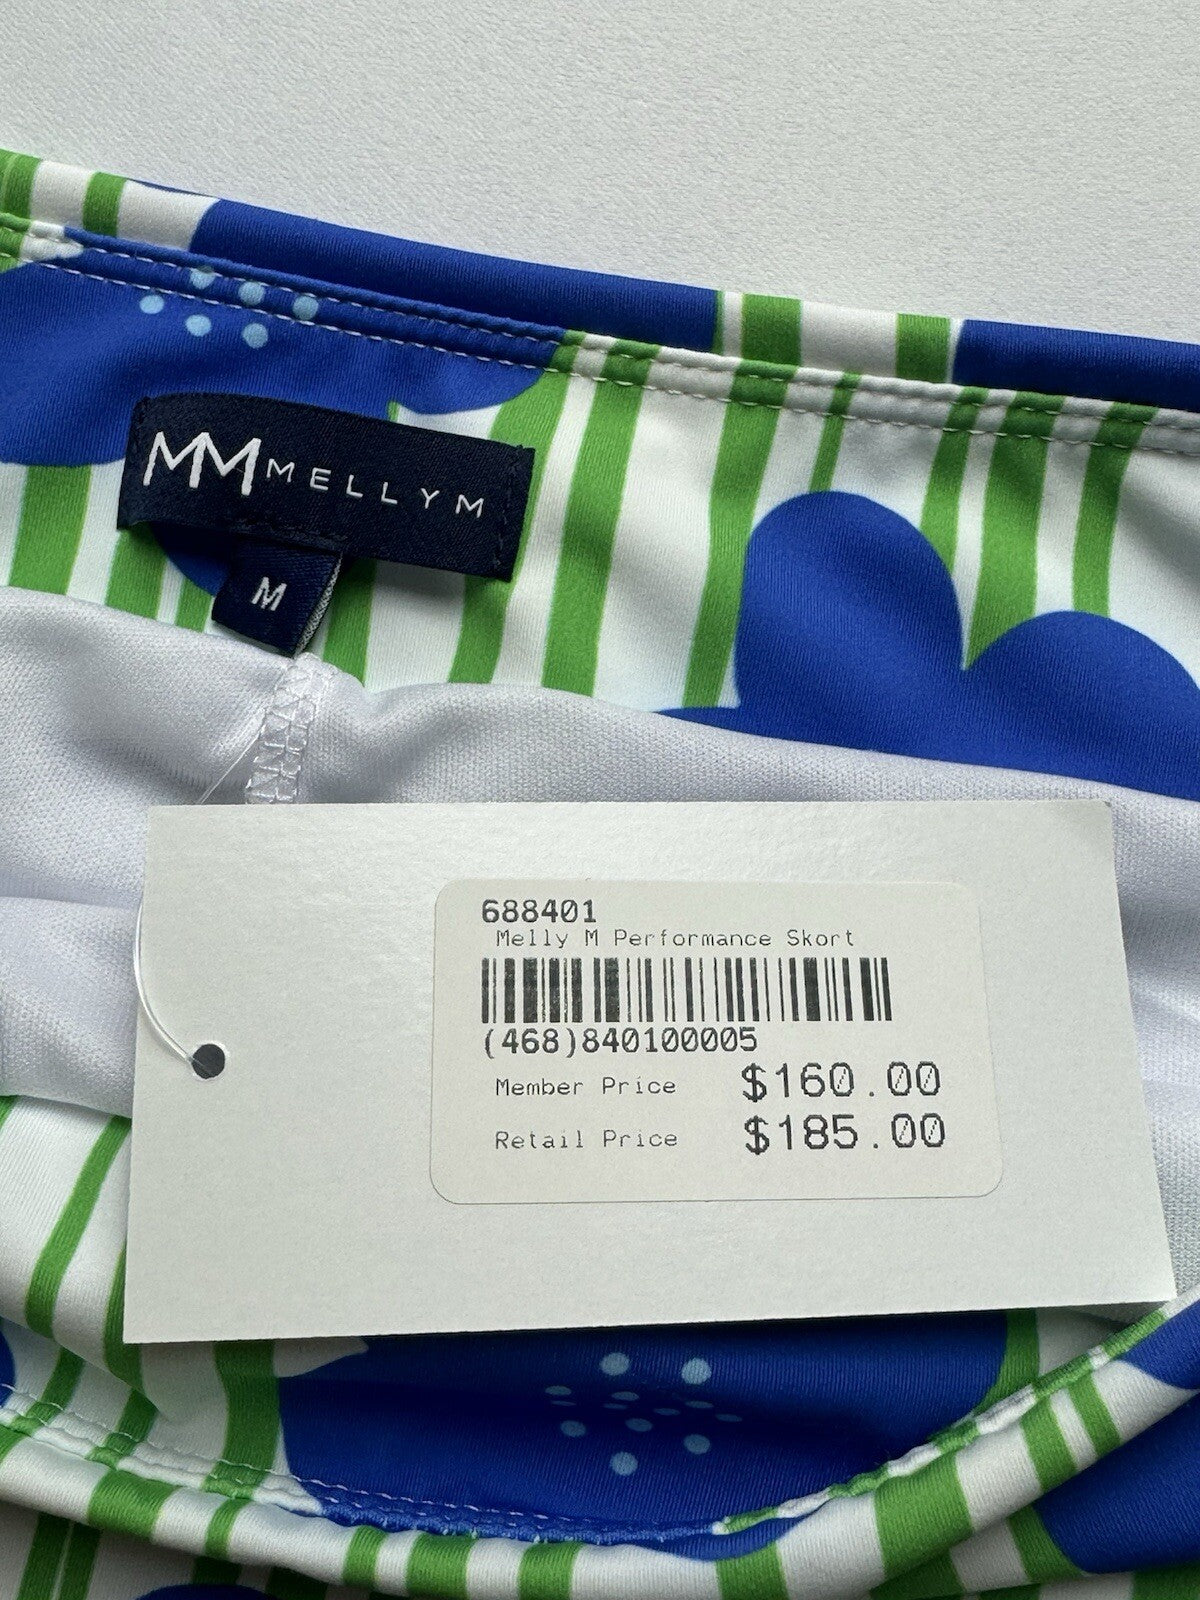 MM MELLYM
M
688401
Melly M Performance Skort
(468)840100005
Member Price $160.00
Retail Price $185.00